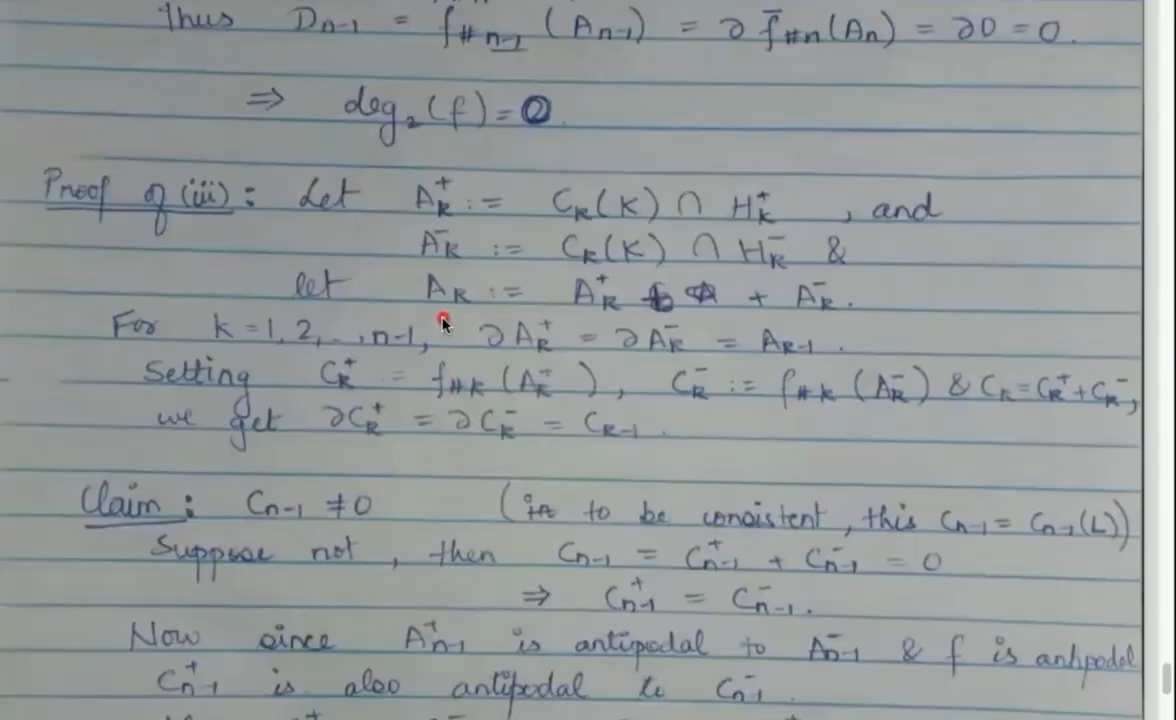 Thus D_{n-1} = f_{#n-1} (A_{n-1}) = ∂ f̄_{#n}(A_n) = ∂0 = 0.
⇒ deg_2(f) = 0.
Proof of (iii): Let A_k^+ := C_k(K) ∩ H_k^+ , and
A_k^- := C_k(K) ∩ H_k^- &
let A_k := A_k^+ + A_k^-.
For k = 1, 2, .., n-1, ∂A_k^+ = ∂A_k^- = A_{k-1}.
Setting C_k^+ = f_{#k} (A_k^+), C_k^- := f_{#k} (A_k^-) & C_k = C_k^+ + C_k^-,
we get ∂C_k^+ = ∂C_k^- = C_{k-1}.
Claim: C_{n-1} ≠ 0 ( to be consistent, this C_{n-1} = C_{n-1}(L))
Suppose not, then C_{n-1} = C_{n-1}^+ + C_{n-1}^- = 0
⇒ C_{n-1}^+ = C_{n-1}^-.
Now since A_{n-1}^+ is antipodal to A_{n-1}^- & f is antipodal
C_{n-1}^+ is also antipodal to C_{n-1}^-.